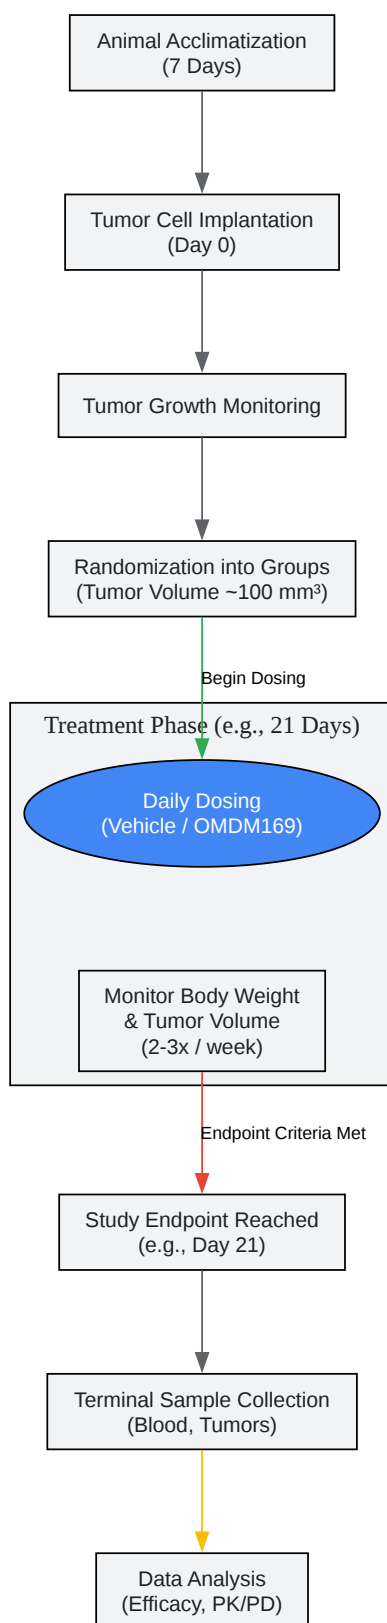 Animal Acclimatization
(7 Days)
Tumor Cell Implantation
(Day 0)
Tumor Growth Monitoring
Randomization into Groups
(Tumor Volume ~100 mm³)
Begin Dosing
Treatment Phase (e.g., 21 Days)
Daily Dosing
(Vehicle / OMDM169)
Monitor Body Weight
& Tumor Volume
(2-3x / week)
Endpoint Criteria Met
Study Endpoint Reached
(e.g., Day 21)
Terminal Sample Collection
(Blood, Tumors)
Data Analysis
(Efficacy, PK/PD)